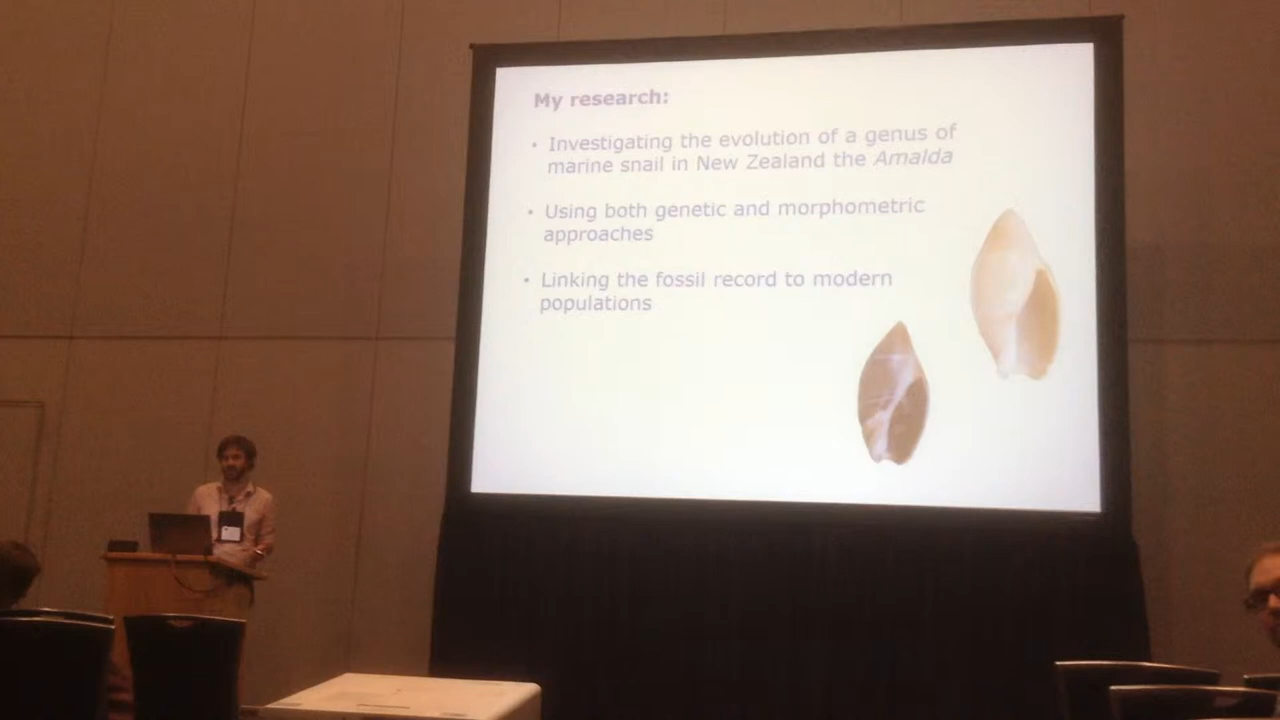 My research:
• Investigating the evolution of a genus of
marine snail in New Zealand the Amalda
• Using both genetic and morphometric
approaches
• Linking the fossil record to modern
populations